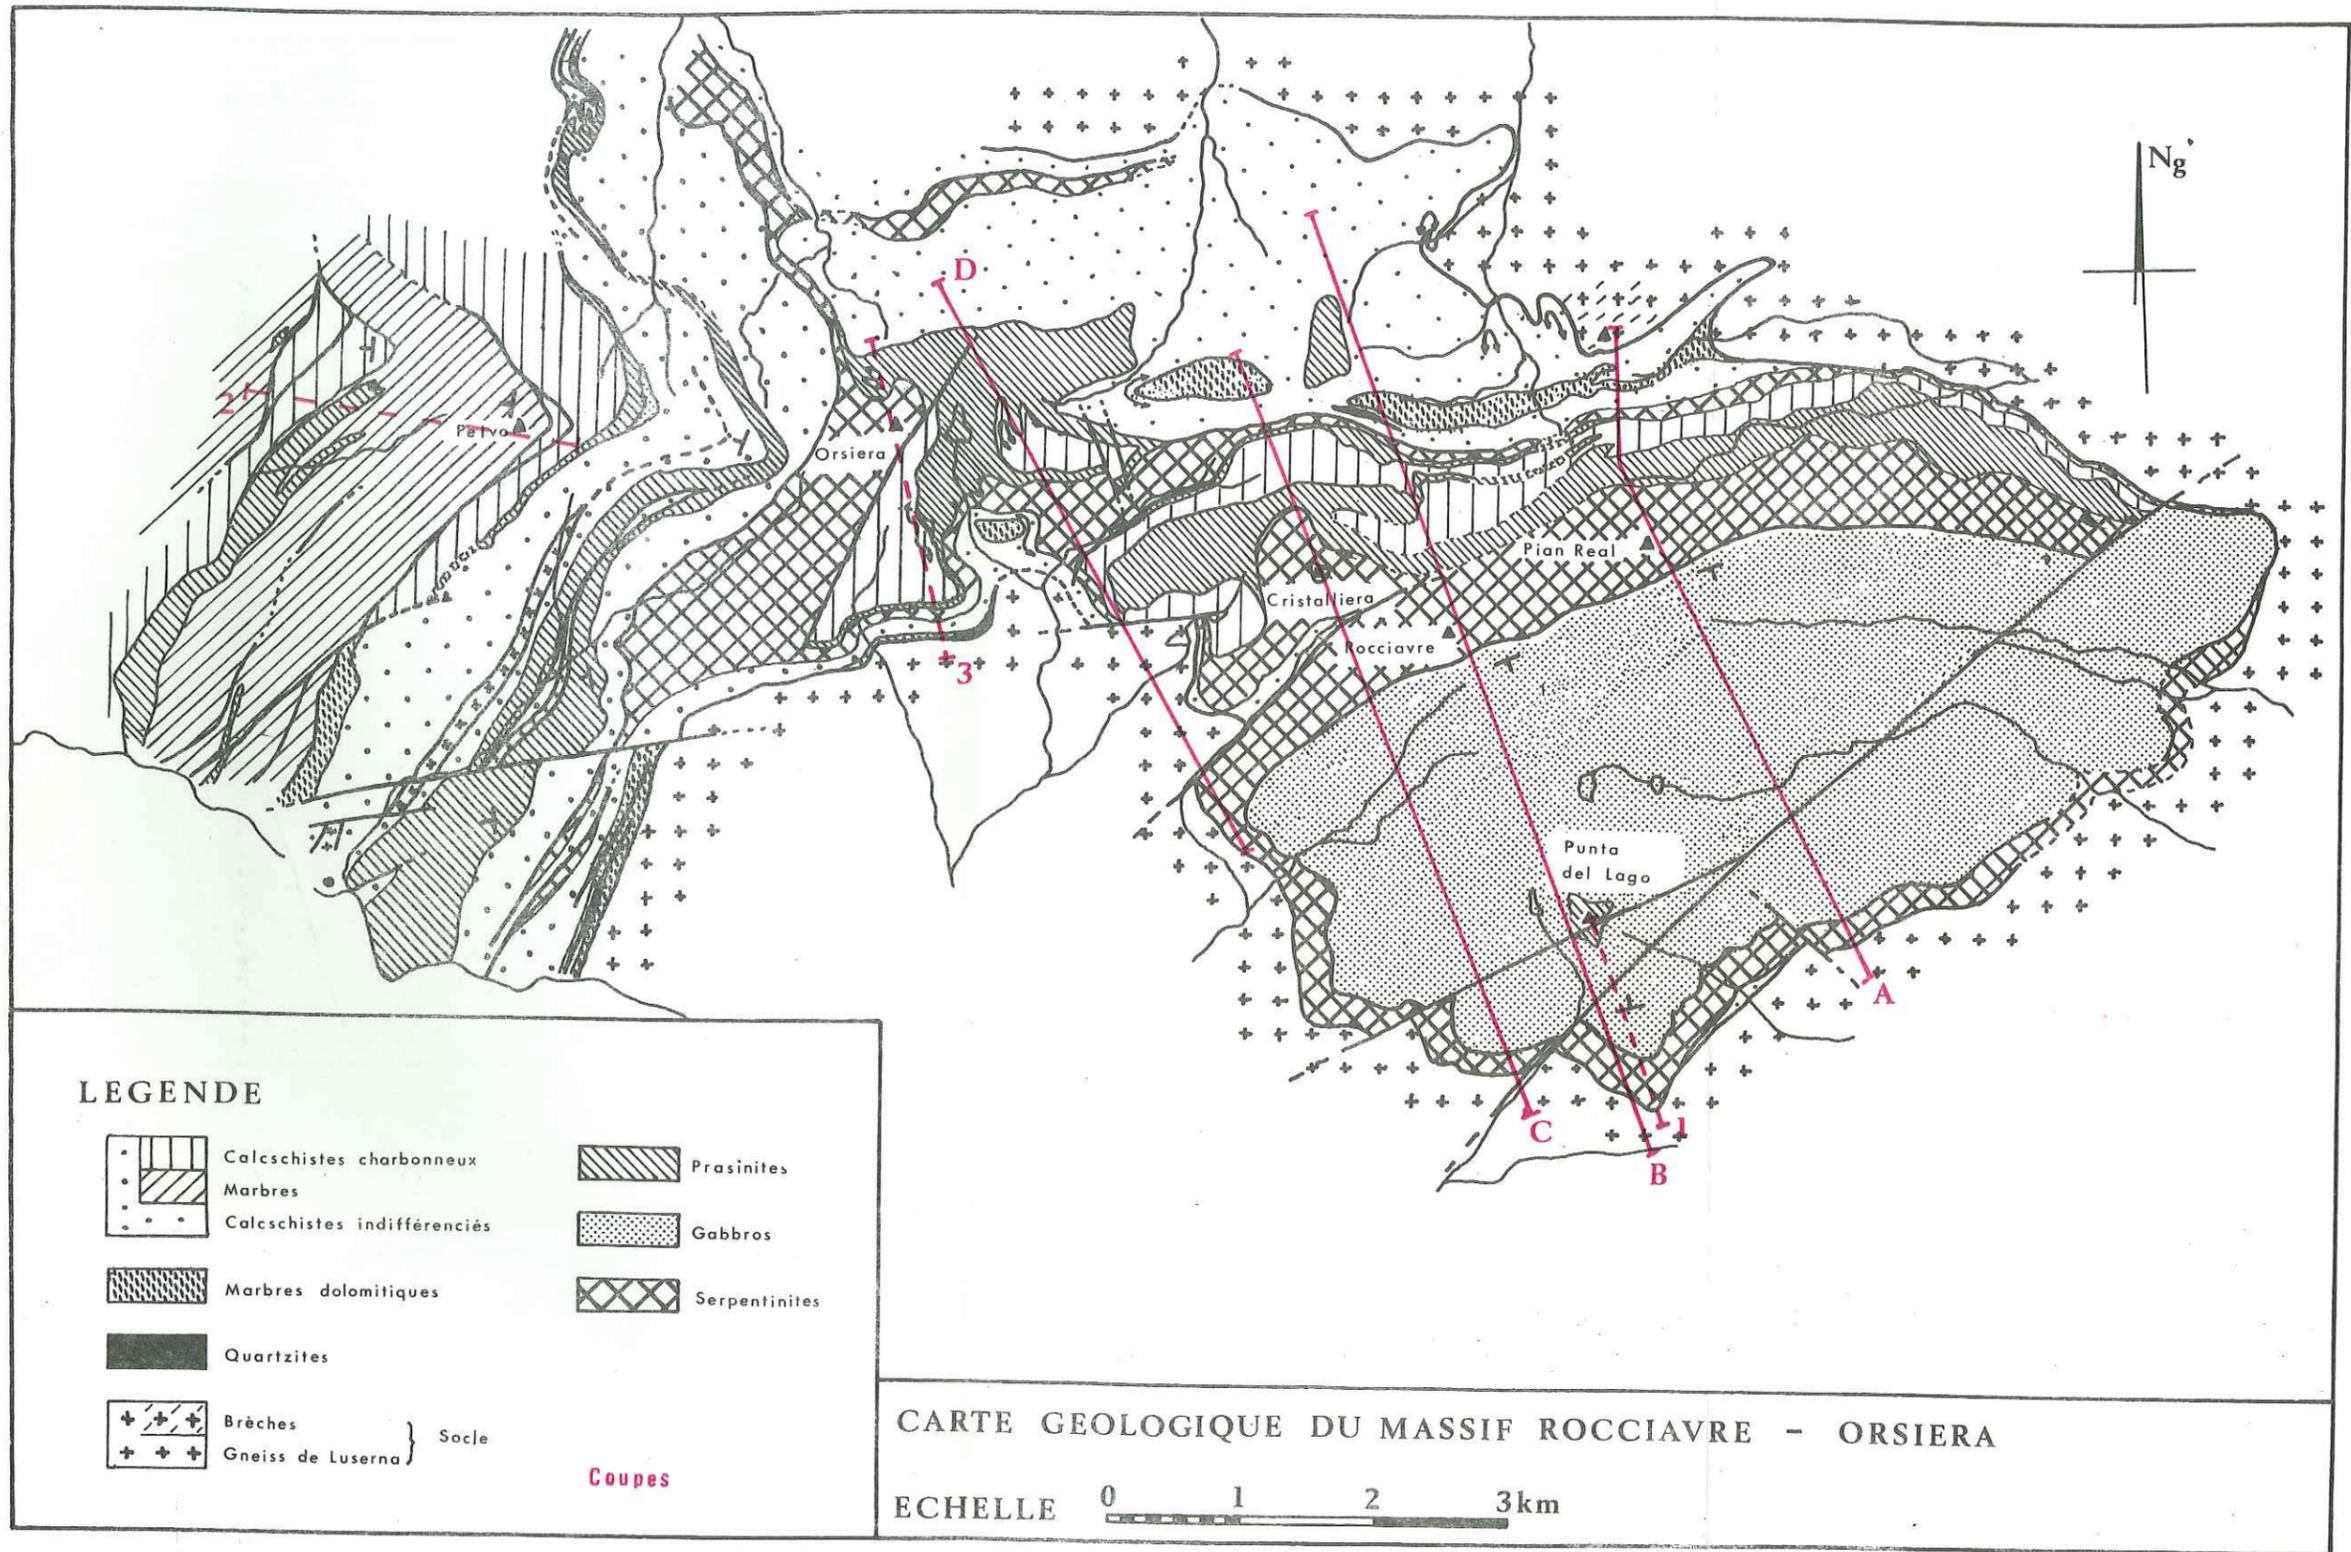 Ng
D
2
Pelvo
Orsiera
Pian Real
Cristalliera
Rocciavre
3
Punta
del Lago
A
C
1
B
LEGENDE
Calcschistes charbonneux
Marbres
Calcschistes indifférenciés
Marbres dolomitiques
Quartzites
Brèches
Gneiss de Luserna
Socle
Prasinites
Gabbros
Serpentinites
Coupes
CARTE GEOLOGIQUE DU MASSIF ROCCIAVRE - ORSIERA
ECHELLE 0 1 2 3km